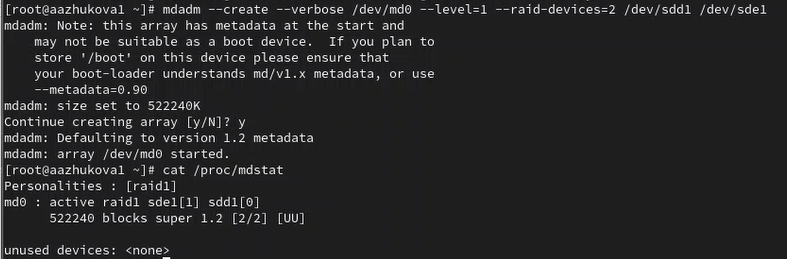 [root@aazhukova1 ~]# mdadm --create --verbose /dev/md0 --level=1 --raid-devices=2 /dev/sdd1 /dev/sde1
mdadm: Note: this array has metadata at the start and
    may not be suitable as a boot device.  If you plan to
    store '/boot' on this device please ensure that
    your boot-loader understands md/v1.x metadata, or use
    --metadata=0.90
mdadm: size set to 522240K
Continue creating array [y/N]? y
mdadm: Defaulting to version 1.2 metadata
mdadm: array /dev/md0 started.
[root@aazhukova1 ~]# cat /proc/mdstat
Personalities : [raid1]
md0 : active raid1 sde1[1] sdd1[0]
      522240 blocks super 1.2 [2/2] [UU]

unused devices: <none>